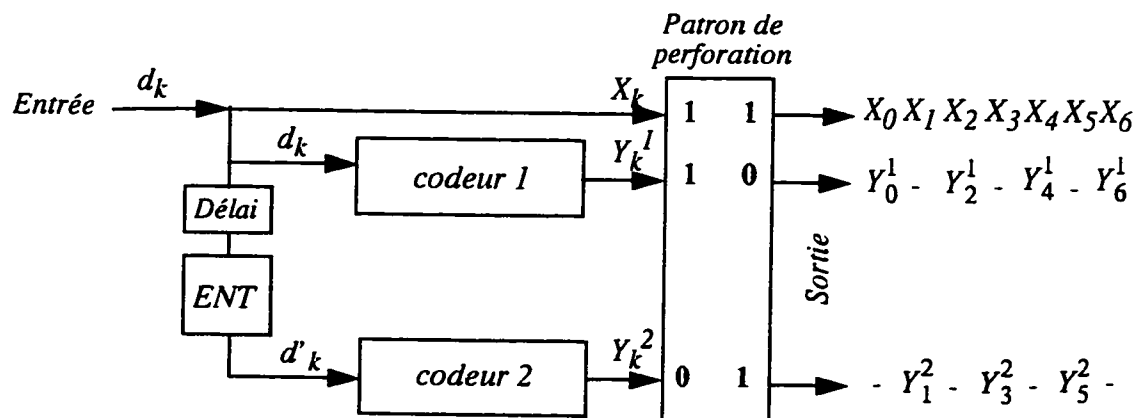 Patron de
perforation
Entrée
d_k
X_k
1 1
X_0 X_1 X_2 X_3 X_4 X_5 X_6
d_k
codeur 1
Y_k^1
1 0
Y_0^1 - Y_2^1 - Y_4^1 - Y_6^1
Délai
ENT
Sortie
d'_k
codeur 2
Y_k^2
0 1
- Y_1^2 - Y_3^2 - Y_5^2 -